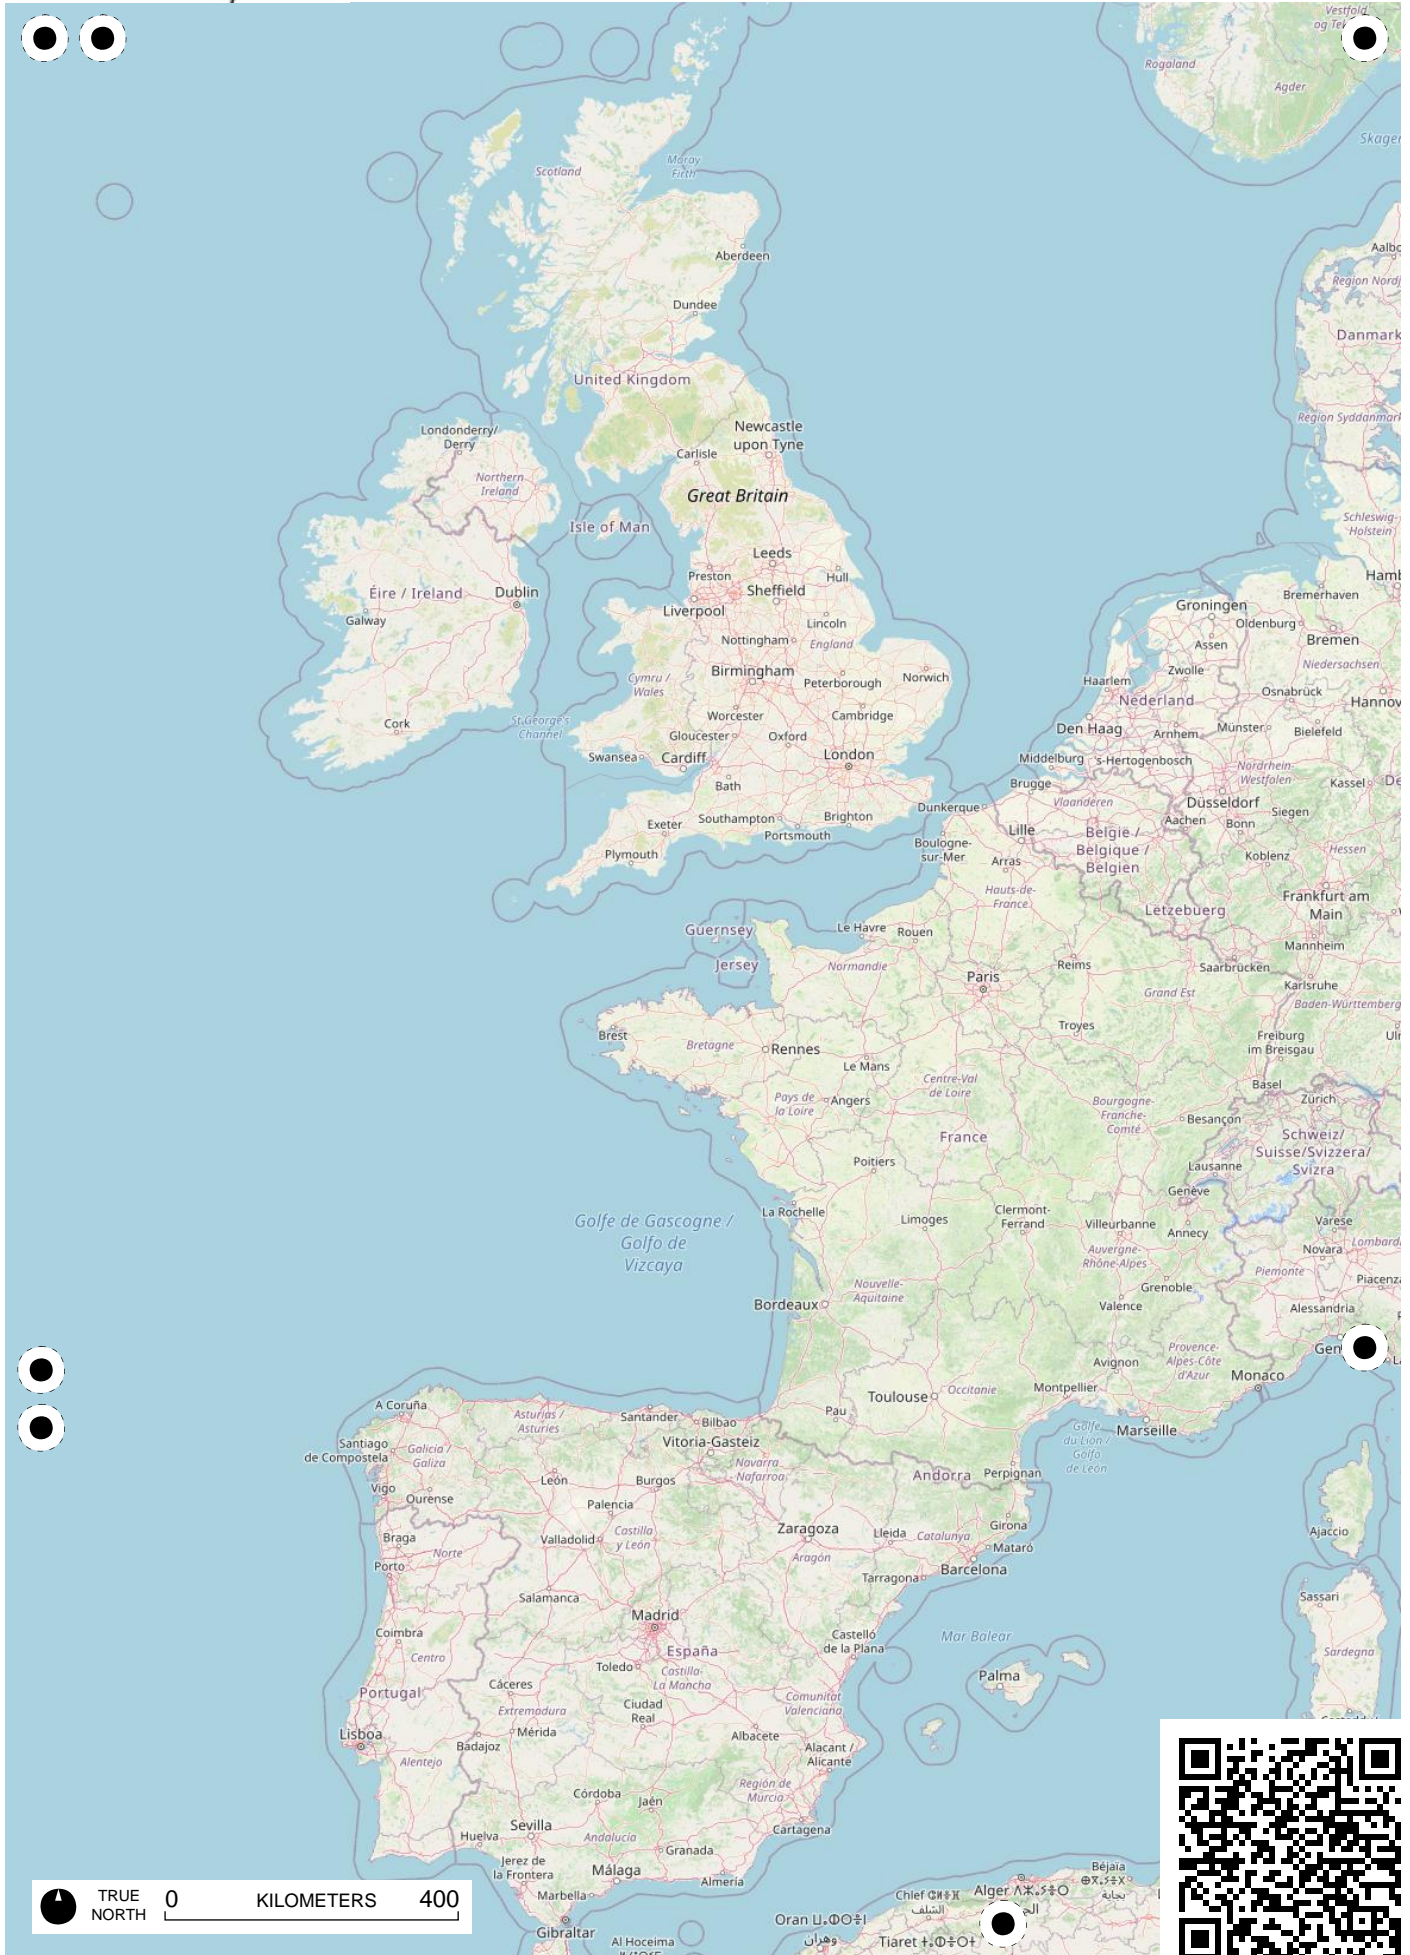 Vestfold
og Te
Rogaland
Agder
Skager
Moray
Firth
Scotland
Aberdeen
Aalbo
Region Nordj
Dundee
Danmark
United Kingdom
Region Syddanmark
Londonderry/
Derry
Newcastle
upon Tyne
Carlisle
Northern
Ireland
Great Britain
Isle of Man
Schleswig-
Holstein
Leeds
Preston
Hull
Hamb
Éire / Ireland
Dublin
Sheffield
Bremerhaven
Liverpool
Groningen
Galway
Lincoln
Oldenburg
Nottingham
England
Assen
Bremen
Birmingham
Peterborough
Norwich
Zwolle
Niedersachsen
Cymru /
Wales
Haarlem
Osnabrück
Nederland
Hannov
Worcester
Cambridge
Cork
St George's
Channel
Den Haag
Arnhem
Münster
Bielefeld
Gloucester
Oxford
Swansea
Cardiff
London
Middelburg
's-Hertogenbosch
Nordrhein-
Westfalen
Bath
Brugge
Kassel
De
Vlaanderen
Düsseldorf
Dunkerque
Siegen
Exeter
Southampton
Brighton
Aachen
Bonn
Portsmouth
Lille
België /
Belgique /
Belgien
Boulogne-
sur-Mer
Plymouth
Arras
Koblenz
Hessen
Hauts-de-
France
Frankfurt am
Main
Lëtzebuerg
Guernsey
Le Havre
Rouen
Mannheim
Jersey
Normandie
Paris
Reims
Saarbrücken
Karlsruhe
Grand Est
Baden-Württemberg
Brest
Bretagne
Rennes
Troyes
Freiburg
im Breisgau
Ulr
Le Mans
Centre-Val
de Loire
Basel
Pays de
la Loire
Angers
Bourgogne-
Franche-
Comté
Zürich
Besançon
France
Schweiz/
Suisse/Svizzera/
Svizra
Poitiers
Lausanne
Genève
La Rochelle
Limoges
Clermont-
Ferrand
Villeurbanne
Annecy
Varese
Golfe de Gascogne /
Golfo de
Vizcaya
Auvergne-
Rhône-Alpes
Novara
Lombard
Piemonte
Piacenza
Nouvelle-
Aquitaine
Grenoble
Bordeaux
Valence
Alessandria
Provence-
Alpes-Côte
d'Azur
Gen
Avignon
Monaco
Toulouse
Occitanie
Montpellier
A Coruña
Pau
Asturias /
Asturies
Santander
Bilbao
Marseille
Santiago
de Compostela
Galicia /
Galiza
Vitoria-Gasteiz
Golfe
du Lion /
Golfo
de León
Navarra
Nafarroa
Andorra
Perpignan
León
Burgos
Vigo
Ourense
Palencia
Girona
Zaragoza
Lleida
Catalunya
Ajaccio
Braga
Valladolid
Castilla
y León
Norte
Mataró
Aragón
Porto
Barcelona
Tarragona
Salamanca
Sassari
Madrid
Coimbra
Castelló
de la Plana
Mar Balear
España
Centro
Sardegna
Toledo
Castilla-
La Mancha
Palma
Cáceres
Portugal
Comunitat
Valenciana
Extremadura
Ciudad
Real
Lisboa
Mérida
Albacete
Badajoz
Alacant /
Alicante
Alentejo
Región de
Murcia
Córdoba
Jaén
Sevilla
Cartagena
Huelva
Andalucía
Granada
Jerez de
la Frontera
Málaga
Almería
Béjaïa
ⴱⴳⴰⵢⴻⵜ
بجاية
Marbella
Chlef
الشلف
Alger
Gibraltar
Oran
وهران
Tiaret
Al Hoceima
TRUE
NORTH
0 KILOMETERS 400